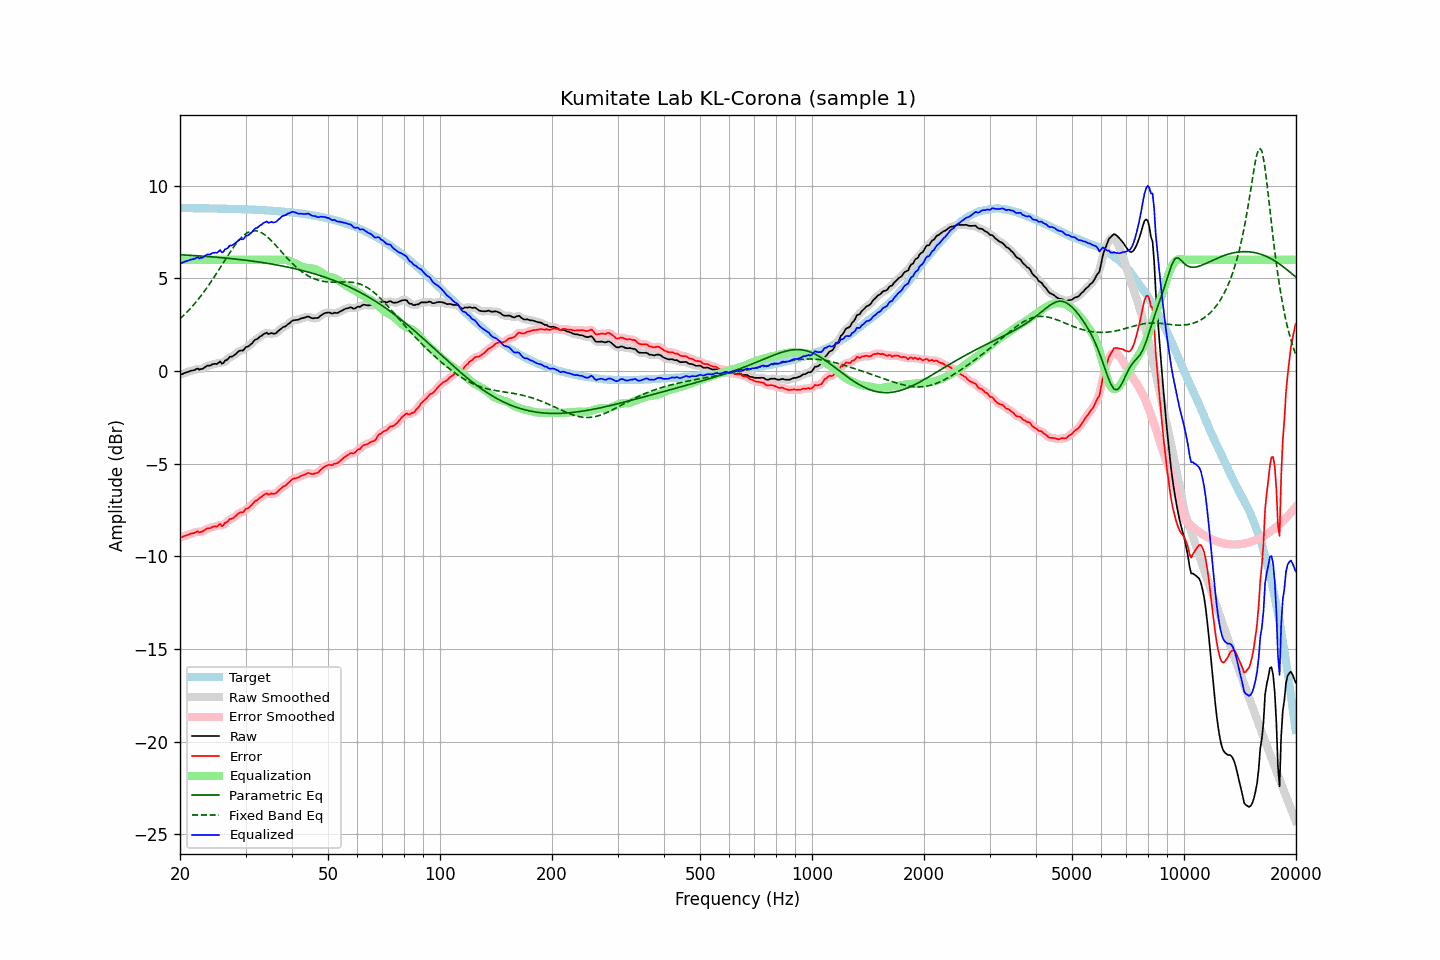 Kumitate Lab KL-Corona (sample 1)
Amplitude (dBr)
10
5
0
−5
−10
−15
−20
−25
Target
Raw Smoothed
Error Smoothed
Raw
Error
Equalization
Parametric Eq
Fixed Band Eq
Equalized
20 50 100 200 500 1000 2000 5000 10000 20000
Frequency (Hz)